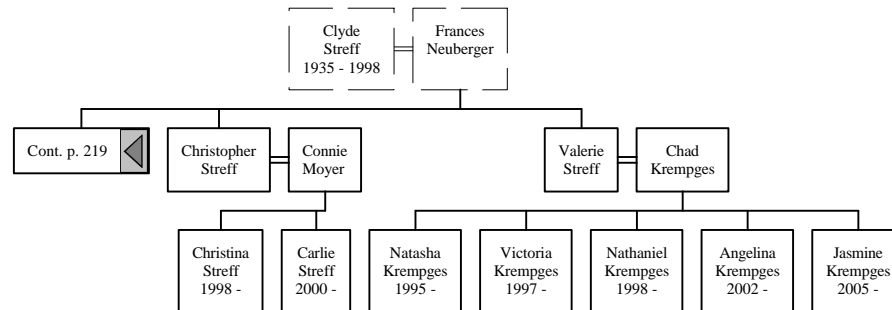 Clyde
Streff
1935 - 1998
Frances
Neuberger
Cont. p. 219
Christopher
Streff
Connie
Moyer
Valerie
Streff
Chad
Krempges
Christina
Streff
1998 -
Carlie
Streff
2000 -
Natasha
Krempges
1995 -
Victoria
Krempges
1997 -
Nathaniel
Krempges
1998 -
Angelina
Krempges
2002 -
Jasmine
Krempges
2005 -